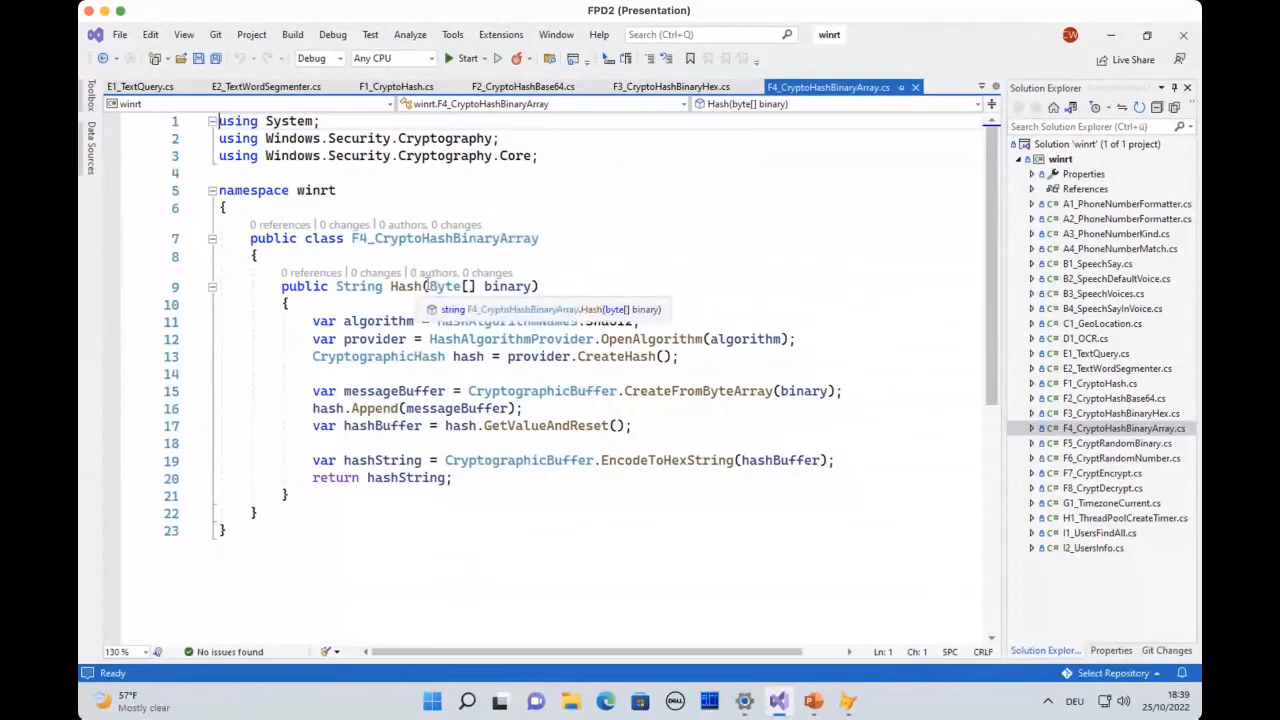 FPD2 (Presentation)
File Edit View Git Project Build Debug Test Analyze Tools Extensions Window Help Search (Ctrl+Q) winrt CW
Debug Any CPU Start Live Share
E1_TextQuery.cs E2_TextWordSegmenter.cs F1_CryptoHash.cs F2_CryptoHashBase64.cs F3_CryptoHashBinaryHex.cs F4_CryptoHashBinaryArray.cs
winrt winrt.F4_CryptoHashBinaryArray Hash(byte[] binary)
Toolbox
Data Sources
1 using System;
2 using Windows.Security.Cryptography;
3 using Windows.Security.Cryptography.Core;
4
5 namespace winrt
6 {
0 references | 0 changes | 0 authors, 0 changes
7 public class F4_CryptoHashBinaryArray
8 {
0 references | 0 changes | 0 authors, 0 changes
9 public String Hash(Byte[] binary)
10 {
string F4_CryptoHashBinaryArray.Hash(byte[] binary)
11 var algorithm =
12 var provider = HashAlgorithmProvider.OpenAlgorithm(algorithm);
13 CryptographicHash hash = provider.CreateHash();
14
15 var messageBuffer = CryptographicBuffer.CreateFromByteArray(binary);
16 hash.Append(messageBuffer);
17 var hashBuffer = hash.GetValueAndReset();
18
19 var hashString = CryptographicBuffer.EncodeToHexString(hashBuffer);
20 return hashString;
21 }
22 }
23 }
Solution Explorer
Search Solution Explorer (Ctrl+ü)
Solution 'winrt' (1 of 1 project)
winrt
Properties
References
C# A1_PhoneNumberFormatter.cs
C# A2_PhoneNumberFormatter.cs
C# A3_PhoneNumberKind.cs
C# A4_PhoneNumberMatch.cs
C# B1_SpeechSay.cs
C# B2_SpeechDefaultVoice.cs
C# B3_SpeechVoices.cs
C# B4_SpeechSayInVoice.cs
C# C1_GeoLocation.cs
C# D1_OCR.cs
C# E1_TextQuery.cs
C# E2_TextWordSegmenter.cs
C# F1_CryptoHash.cs
C# F2_CryptoHashBase64.cs
C# F3_CryptoHashBinaryHex.cs
C# F4_CryptoHashBinaryArray.cs
C# F5_CryptRandomBinary.cs
C# F6_CryptRandomNumber.cs
C# F7_CryptEncrypt.cs
C# F8_CryptDecrypt.cs
C# G1_TimezoneCurrent.cs
C# H1_ThreadPoolCreateTimer.cs
C# I1_UsersFindAll.cs
C# I2_UsersInfo.cs
130 % No issues found Ln: 1 Ch: 1 SPC CRLF
Solution Explor... Properties Git Changes
Ready Select Repository
57°F
Mostly clear
DELL
DEU
18:39
25/10/2022